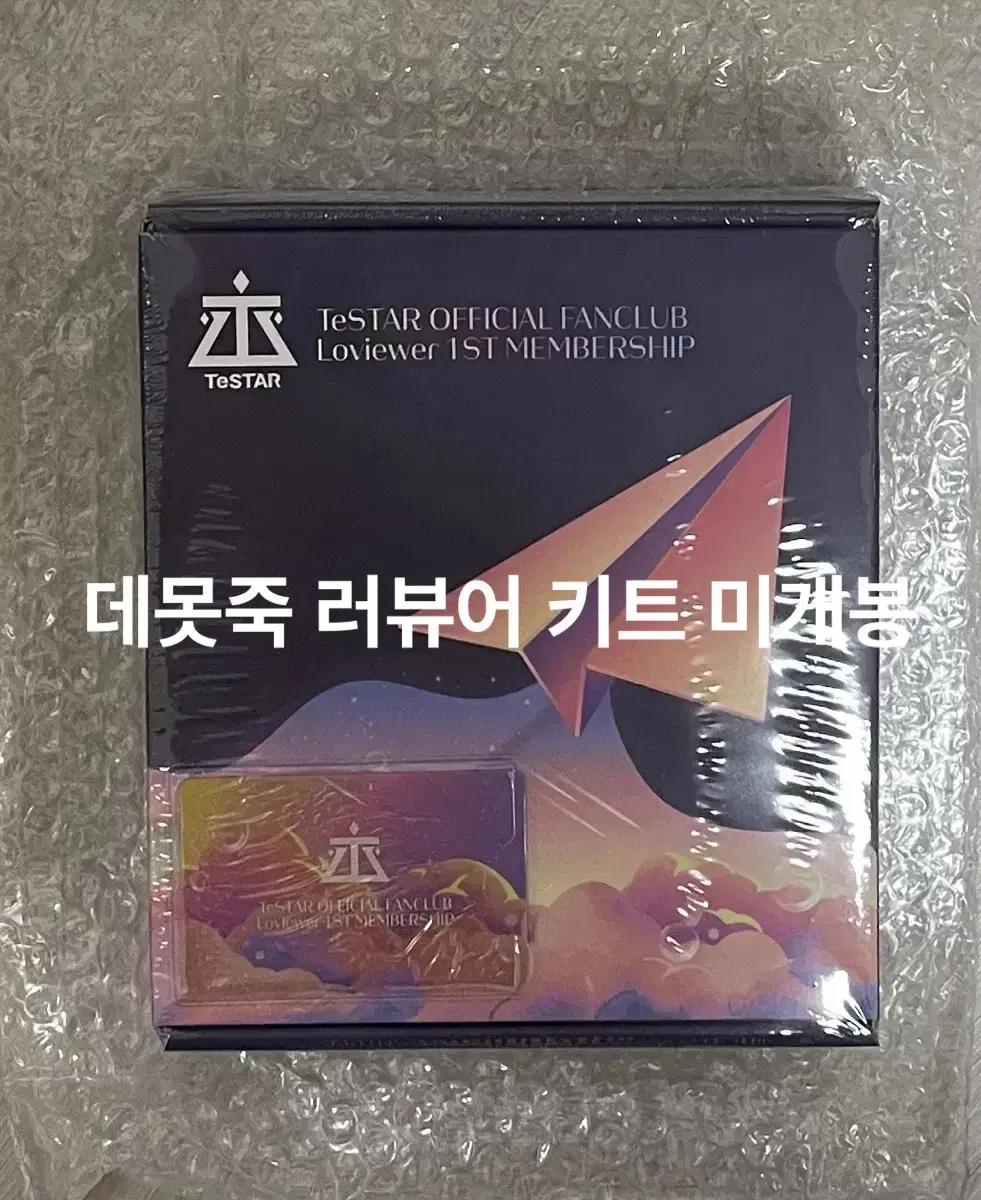 TeSTAR
TeSTAR OFFICIAL FANCLUB
Loviewer 1ST MEMBERSHIP
데못죽 러뷰어 키트 미개봉
TeSTAR OFFICIAL FANCLUB
Loviewer 1ST MEMBERSHIP